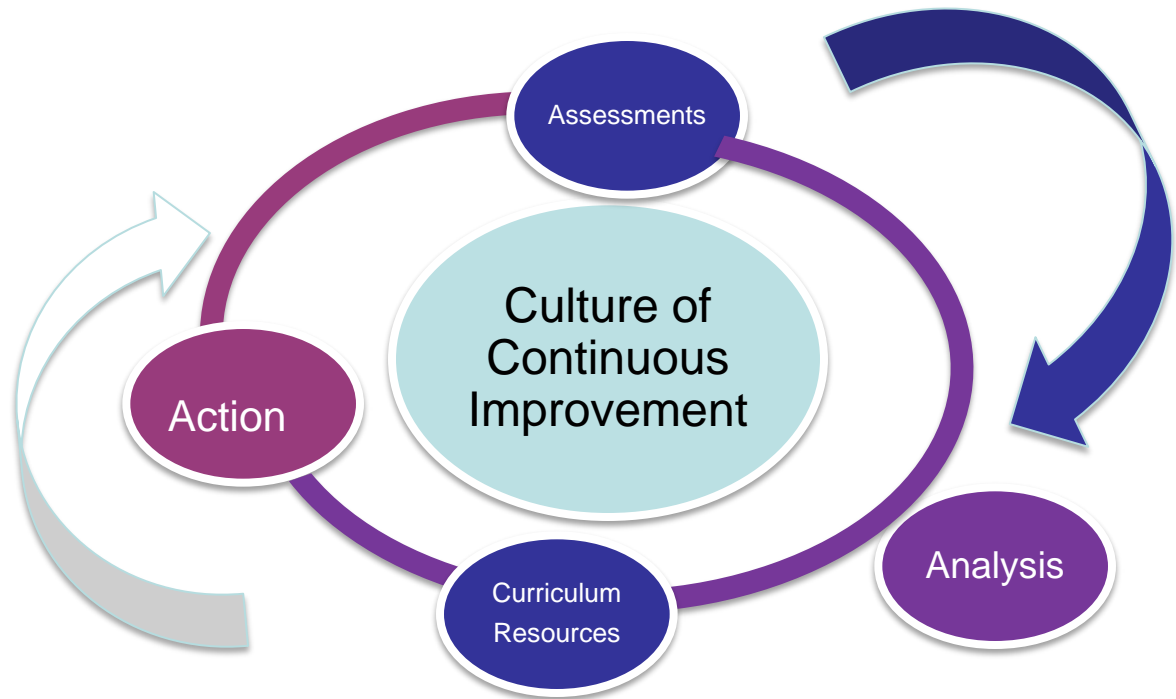 Assessments
Culture of
Continuous
Improvement
Action
Analysis
Curriculum
Resources